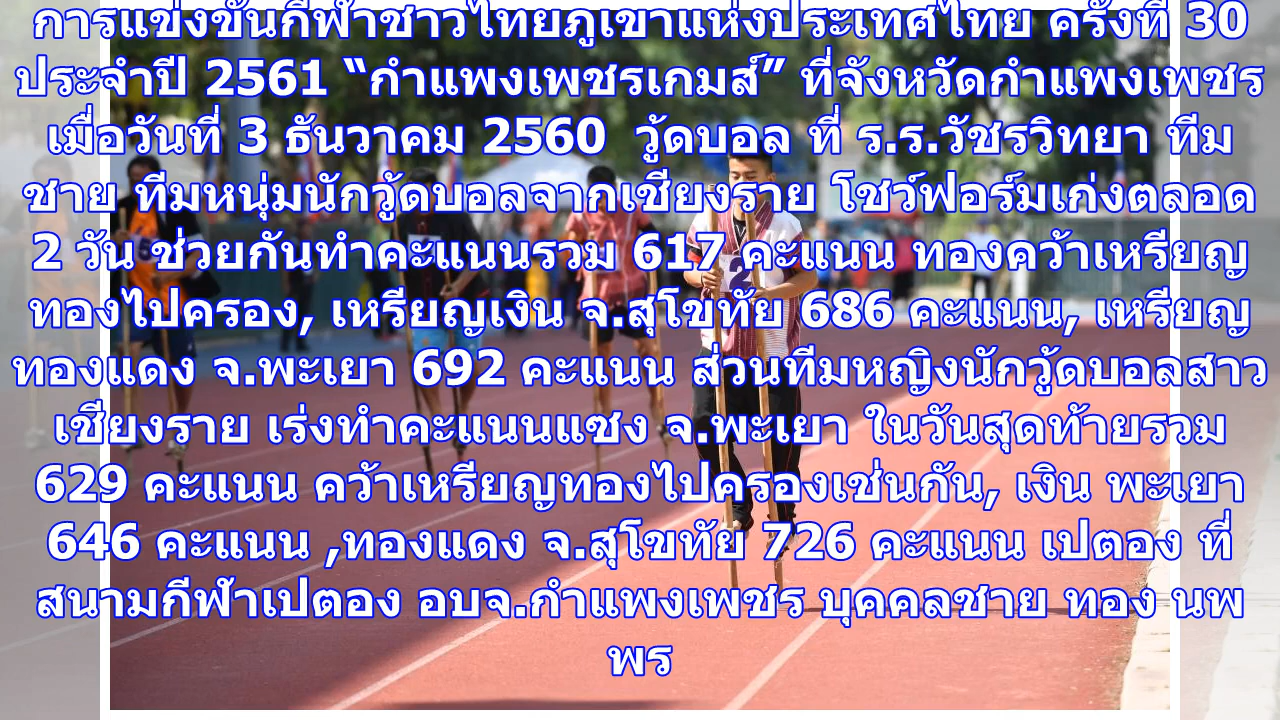 การแข่งขันกีฬาชาวไทยภูเขาแห่งประเทศไทย ครั้งที่ 30
ประจำปี 2561 “กำแพงเพชรเกมส์” ที่จังหวัดกำแพงเพชร
เมื่อวันที่ 3 ธันวาคม 2560 วู้ดบอล ที่ ร.ร.วัชรวิทยา ทีม
ชาย ทีมหนุ่มนักวู้ดบอลจากเชียงราย โชว์ฟอร์มเก่งตลอด
2 วัน ช่วยกันทำคะแนนรวม 617 คะแนน ทองคว้าเหรียญ
ทองไปครอง, เหรียญเงิน จ.สุโขทัย 686 คะแนน, เหรียญ
ทองแดง จ.พะเยา 692 คะแนน ส่วนทีมหญิงนักวู้ดบอลสาว
เชียงราย เร่งทำคะแนนแซง จ.พะเยา ในวันสุดท้ายรวม
629 คะแนน คว้าเหรียญทองไปครองเช่นกัน, เงิน พะเยา
646 คะแนน ,ทองแดง จ.สุโขทัย 726 คะแนน เปตอง ที่
สนามกีฬาเปตอง อบจ.กำแพงเพชร บุคคลชาย ทอง นพ
พร
2